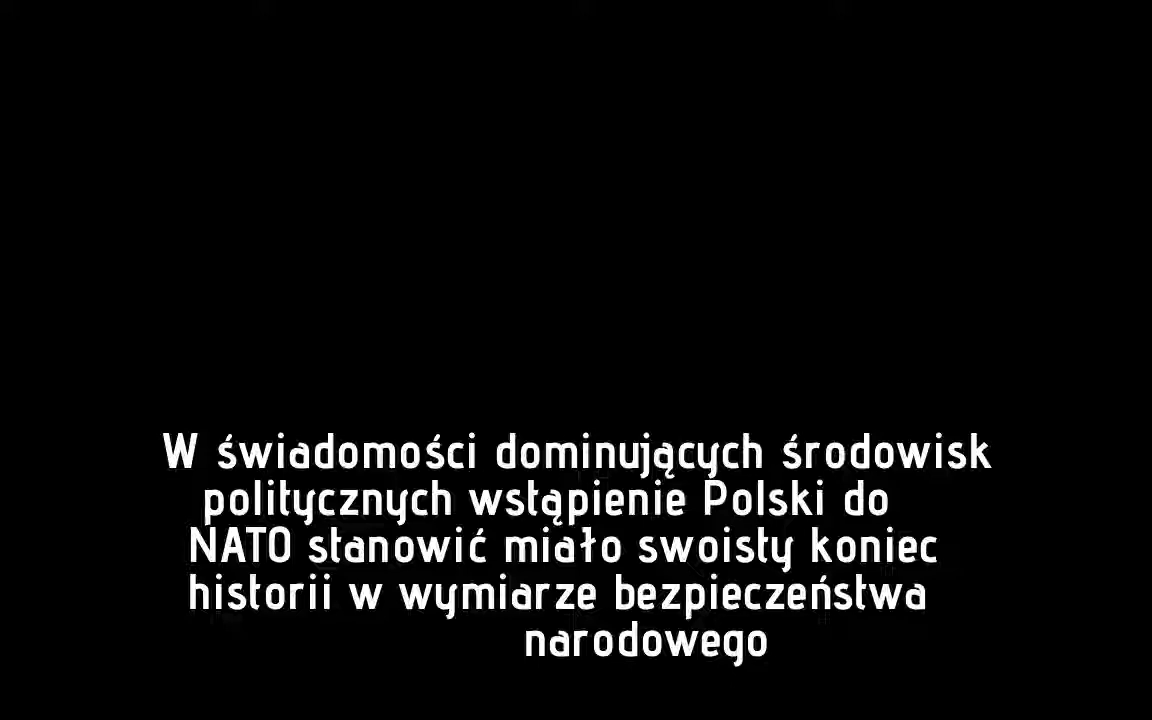 W świadomości dominujących środowisk
politycznych wstąpienie Polski do
NATO stanowić miało swoisty koniec
historii w wymiarze bezpieczeństwa
narodowego